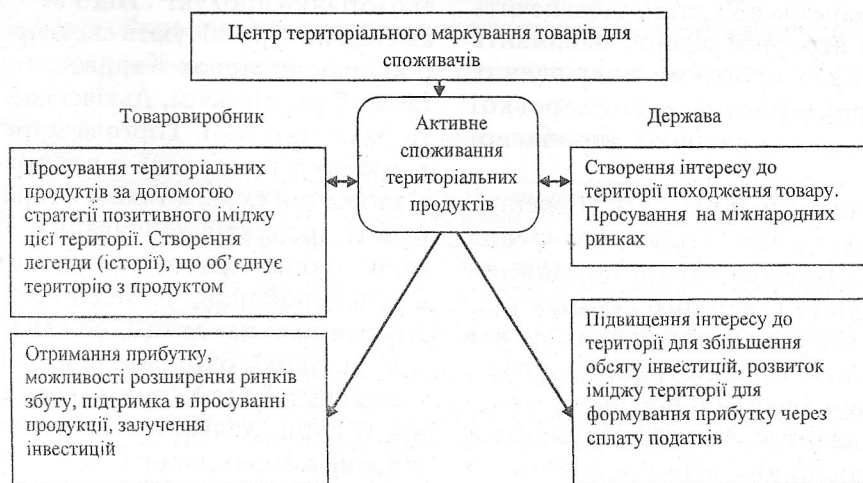 Центр територіального маркування товарів для
споживачів
Товаровиробник
Активне
споживання
територіальних
продуктів
Держава
Просування територіальних
продуктів за допомогою
стратегії позитивного іміджу
цієї території. Створення
легенди (історії), що об’єднує
територію з продуктом
Створення інтересу до
території походження товару.
Просування на міжнародних
ринках
Отримання прибутку,
можливості розширення ринків
збуту, підтримка в просуванні
продукції, залучення
інвестицій
Підвищення інтересу до
території для збільшення
обсягу інвестицій, розвиток
іміджу території для
формування прибутку через
сплату податків